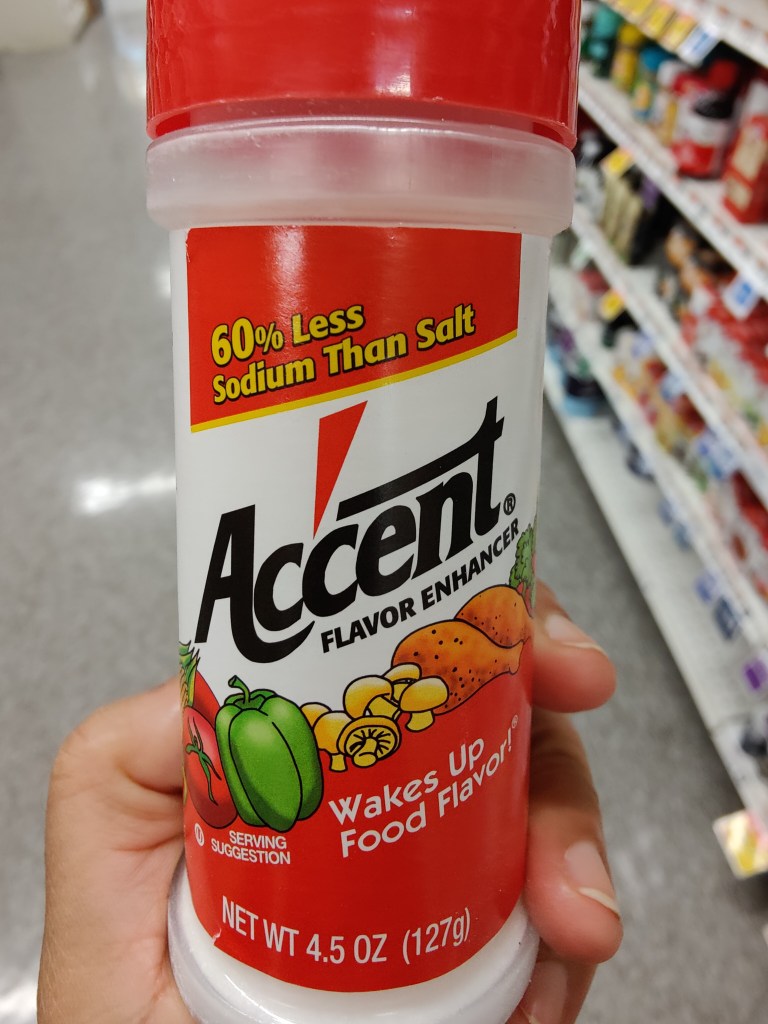 60% Less
Sodium Than Salt
Accent®
FLAVOR ENHANCER
Wakes Up
Food Flavor!®
SERVING
SUGGESTION
NET WT 4.5 OZ (127g)